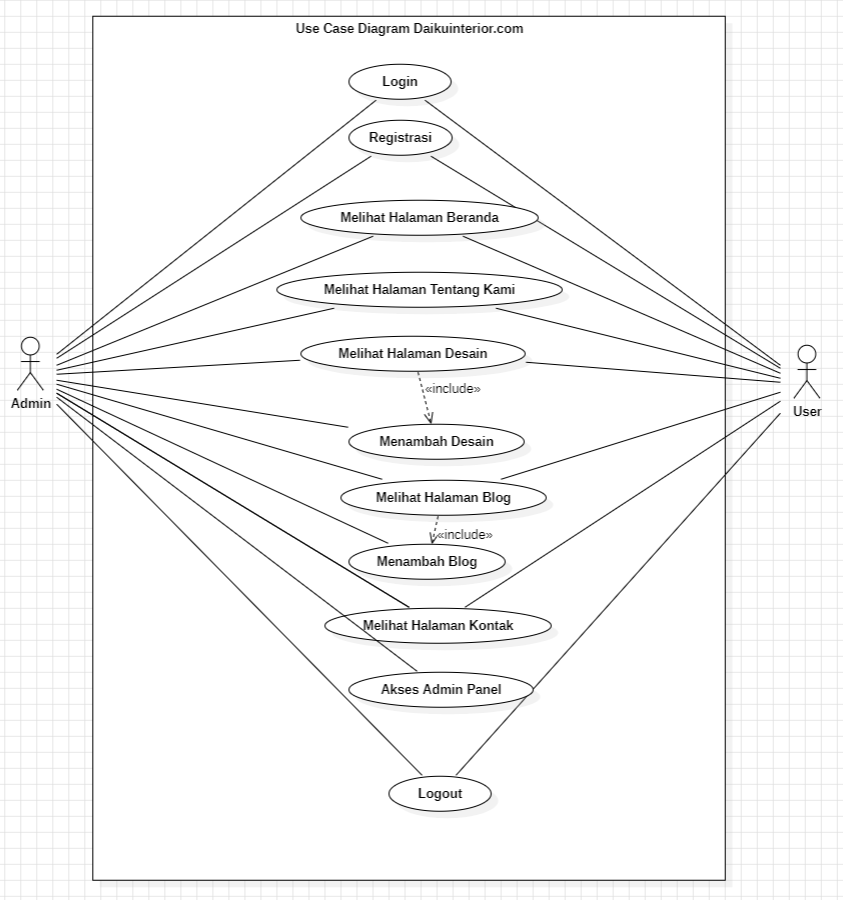 Use Case Diagram Daikuinterior.com
Login
Registrasi
Melihat Halaman Beranda
Melihat Halaman Tentang Kami
Melihat Halaman Desain
«include»
Admin
User
Menambah Desain
Melihat Halaman Blog
«include»
Menambah Blog
Melihat Halaman Kontak
Akses Admin Panel
Logout